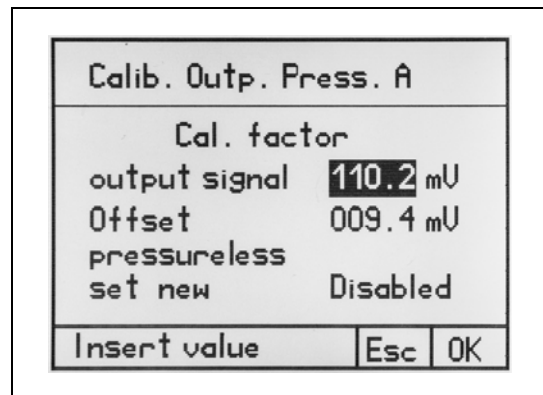 Calib. Outp. Press. A
Cal. factor
output signal 110.2 mV
Offset 009.4 mV
pressureless
set new Disabled
Insert value Esc OK